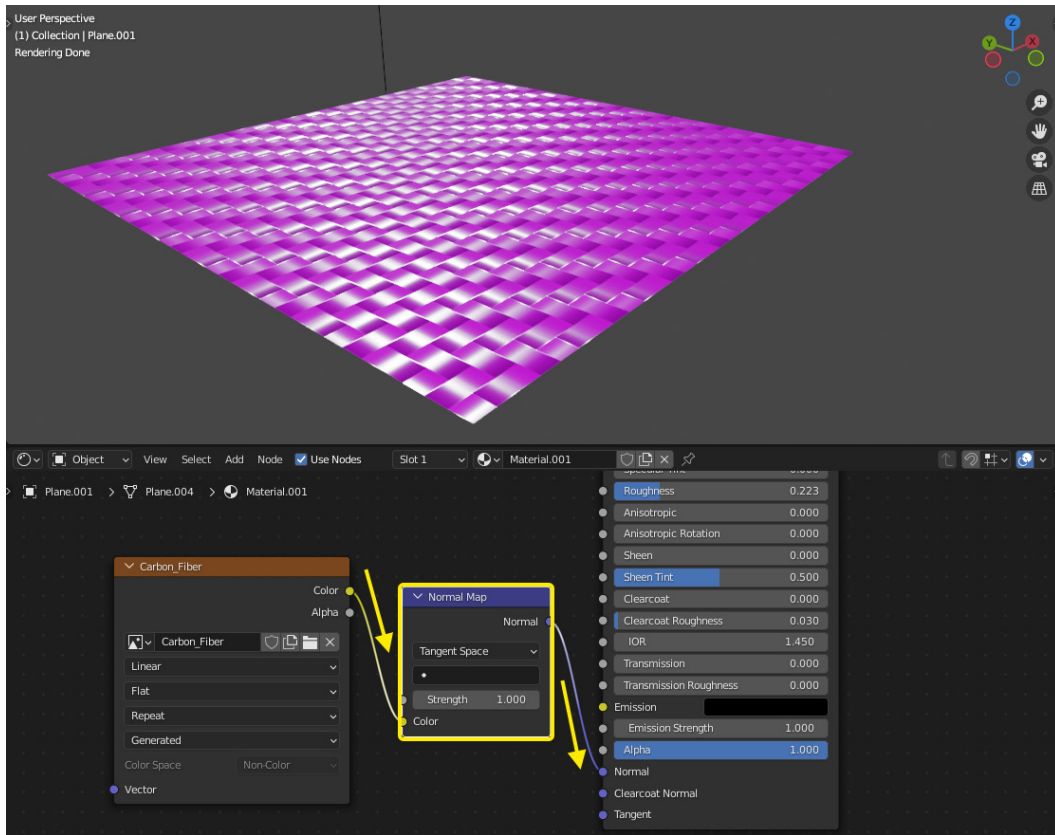 User Perspective
(1) Collection | Plane.001
Rendering Done
Z
Y
X
Object View Select Add Node Use Nodes Slot 1 Material.001
Plane.001 > Plane.004 > Material.001
Roughness 0.223
Anisotropic 0.000
Anisotropic Rotation 0.000
Sheen 0.000
Sheen Tint 0.500
Clearcoat 0.000
Clearcoat Roughness 0.030
IOR 1.450
Transmission 0.000
Transmission Roughness 0.000
Emission
Emission Strength 1.000
Alpha 1.000
Normal
Clearcoat Normal
Tangent
Carbon_Fiber
Color
Alpha
Carbon_Fiber
Linear
Flat
Repeat
Generated
Color Space Non-Color
Vector
Normal Map
Normal
Tangent Space
Strength 1.000
Color